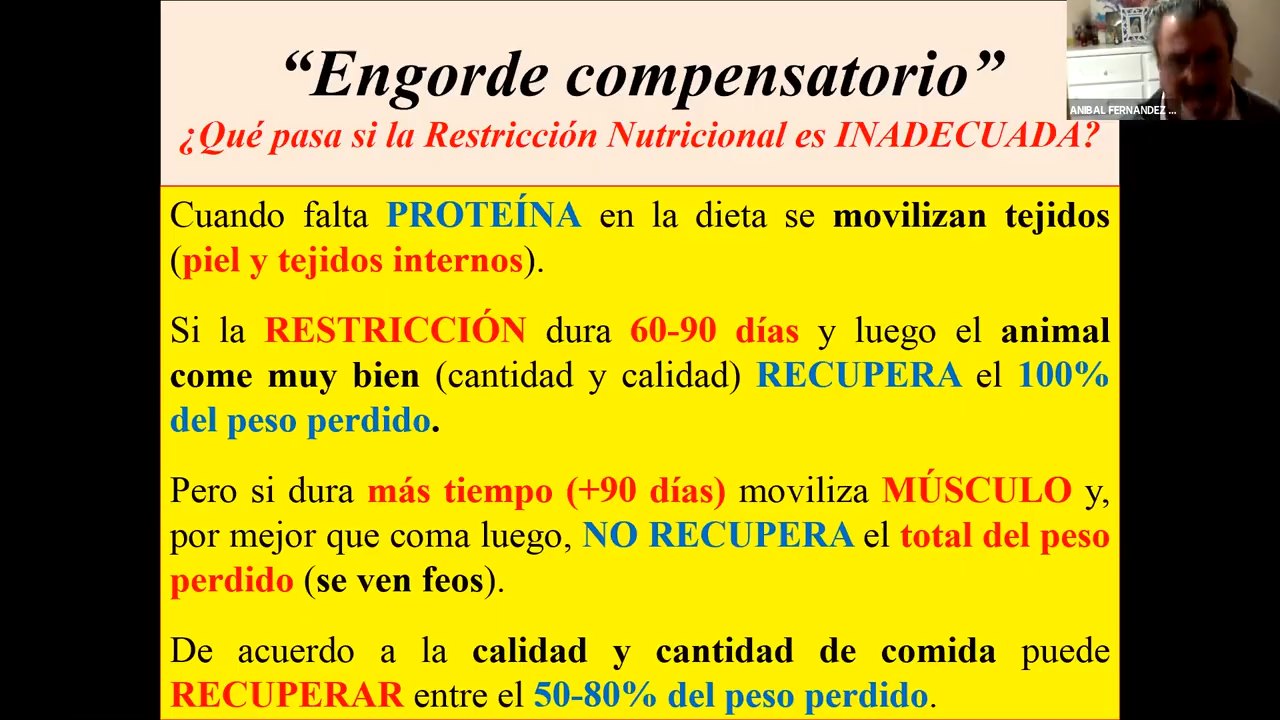 “Engorde compensatorio”
ANIBAL FERNANDEZ ...
¿Qué pasa si la Restricción Nutricional es INADECUADA?
Cuando falta PROTEÍNA en la dieta se movilizan tejidos
(piel y tejidos internos).
Si la RESTRICCIÓN dura 60-90 días y luego el animal
come muy bien (cantidad y calidad) RECUPERA el 100%
del peso perdido.
Pero si dura más tiempo (+90 días) moviliza MÚSCULO y,
por mejor que coma luego, NO RECUPERA el total del peso
perdido (se ven feos).
De acuerdo a la calidad y cantidad de comida puede
RECUPERAR entre el 50-80% del peso perdido.